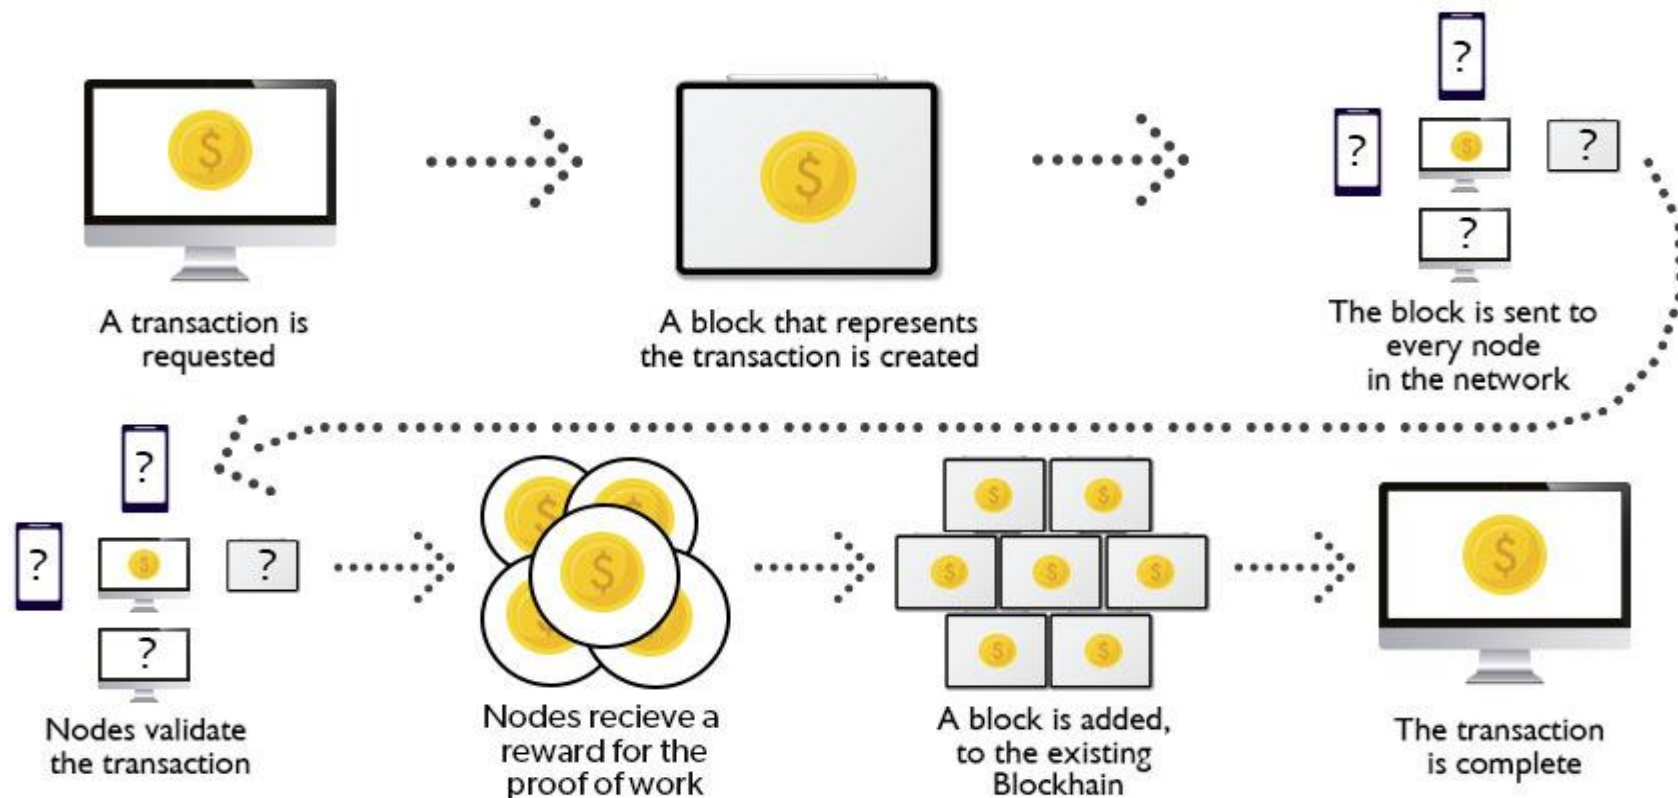 A transaction is
requested
A block that represents
the transaction is created
?
?
?
?
The block is sent to
every node
in the network
?
?
?
?
Nodes validate
the transaction
Nodes recieve a
reward for the
proof of work
A block is added,
to the existing
Blockhain
The transaction
is complete